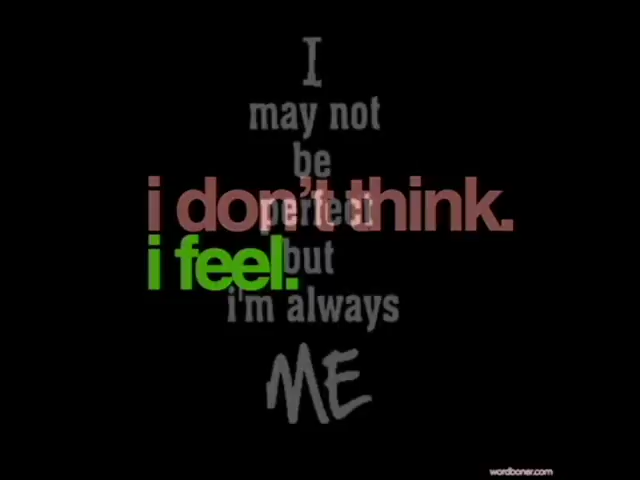 I
may not
be
perfect
but
i'm always
ME
i don't think.
i feel.
wordboner.com